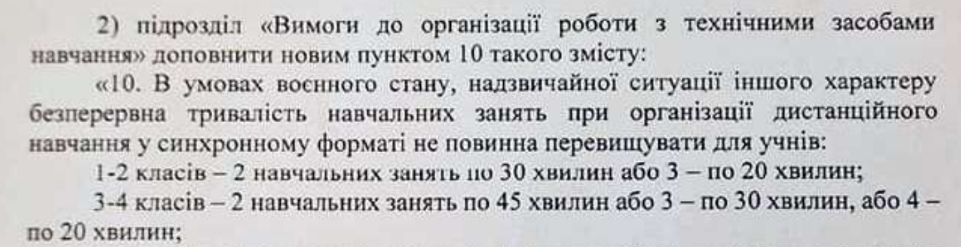 2) підрозділ «Вимоги до організації роботи з технічними засобами
навчання» доповнити новим пунктом 10 такого змісту:
«10. В умовах воєнного стану, надзвичайної ситуації іншого характеру
безперервна тривалість навчальних занять при організації дистанційного
навчання у синхронному форматі не повинна перевищувати для учнів:
1-2 класів – 2 навчальних занять по 30 хвилин або 3 – по 20 хвилин;
3-4 класів – 2 навчальних занять по 45 хвилин або 3 – по 30 хвилин, або 4 –
по 20 хвилин;